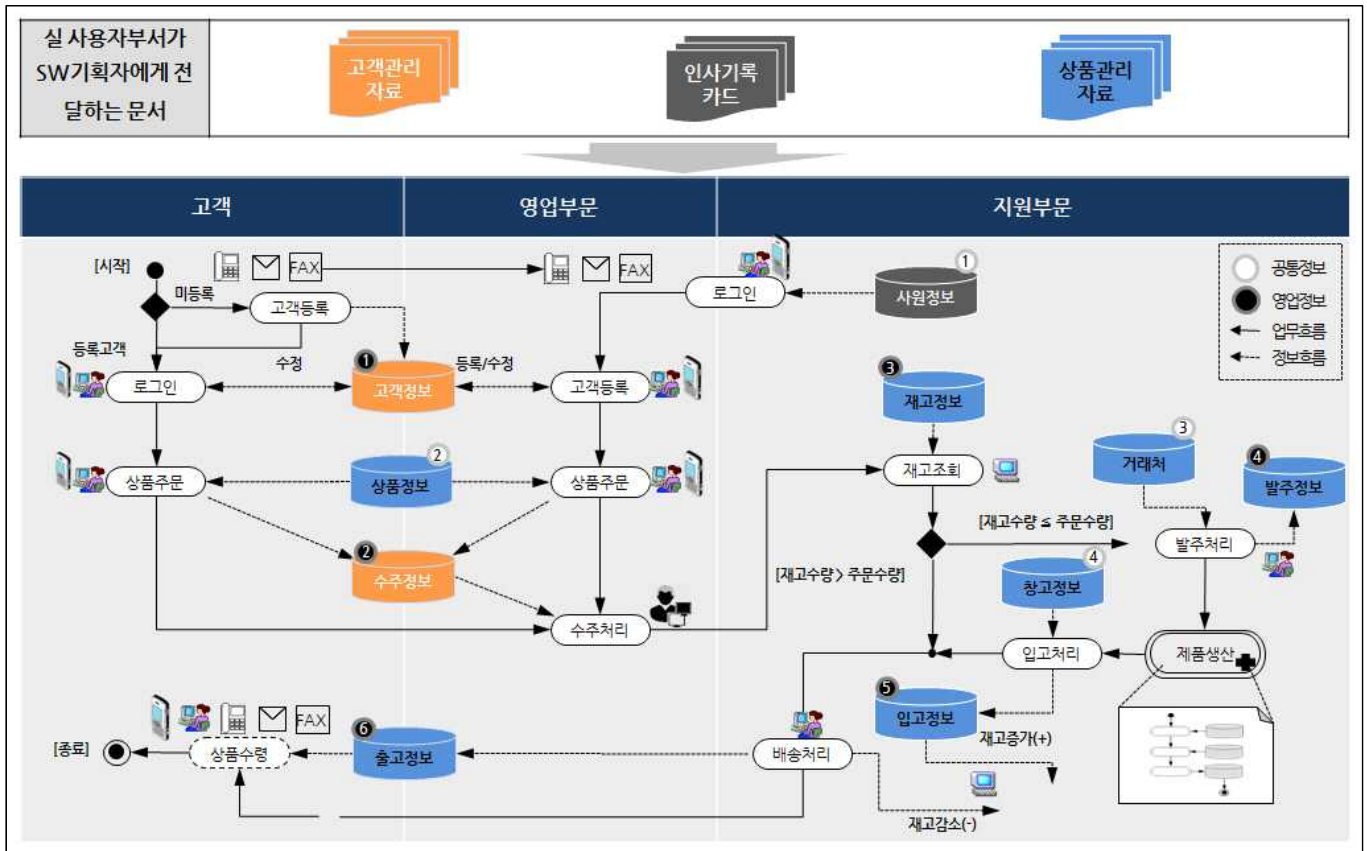 실 사용자부서가
SW기획자에게 전
달하는 문서
고객관리
자료
인사기록
카드
상품관리
자료
고객
영업부문
지원부문
[시작]
FAX
FAX
미등록
고객등록
로그인
1
사원정보
공통정보
영업정보
업무흐름
정보흐름
등록고객
수정
1
등록/수정
로그인
고객정보
고객등록
3
재고정보
2
상품주문
상품정보
상품주문
재고조회
3
거래처
4
발주정보
[재고수량 ≤ 주문수량]
발주처리
2
수주정보
[재고수량 > 주문수량]
4
창고정보
수주처리
입고처리
제품생산
5
입고정보
재고증가(+)
FAX
[종료]
상품수령
6
출고정보
배송처리
재고감소(-)